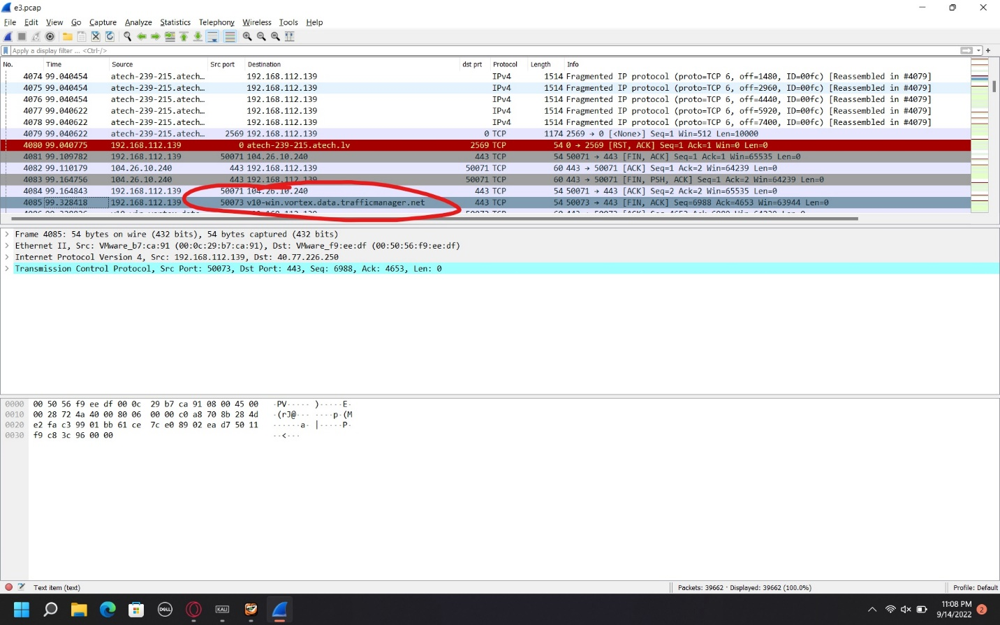 e3.pcap
File Edit View Go Capture Analyze Statistics Telephony Wireless Tools Help
Apply a display filter ... <Ctrl-/>
No. Time Source Src port Destination dst prt Protocol Length Info
4074 99.040454 atech-239-215.atech… 192.168.112.139 IPv4 1514 Fragmented IP protocol (proto=TCP 6, off=1480, ID=00fc) [Reassembled in #4079]
4075 99.040454 atech-239-215.atech… 192.168.112.139 IPv4 1514 Fragmented IP protocol (proto=TCP 6, off=2960, ID=00fc) [Reassembled in #4079]
4076 99.040454 atech-239-215.atech… 192.168.112.139 IPv4 1514 Fragmented IP protocol (proto=TCP 6, off=4440, ID=00fc) [Reassembled in #4079]
4077 99.040622 atech-239-215.atech… 192.168.112.139 IPv4 1514 Fragmented IP protocol (proto=TCP 6, off=5920, ID=00fc) [Reassembled in #4079]
4078 99.040622 atech-239-215.atech… 192.168.112.139 IPv4 1514 Fragmented IP protocol (proto=TCP 6, off=7400, ID=00fc) [Reassembled in #4079]
4079 99.040622 atech-239-215.atech… 2569 192.168.112.139 0 TCP 1174 2569 → 0 [<None>] Seq=1 Win=512 Len=10000
4080 99.040775 192.168.112.139 0 atech-239-215.atech.lv 2569 TCP 54 0 → 2569 [RST, ACK] Seq=1 Ack=1 Win=0 Len=0
4081 99.109782 192.168.112.139 50071 104.26.10.240 443 TCP 54 50071 → 443 [FIN, ACK] Seq=1 Ack=1 Win=65535 Len=0
4082 99.110179 104.26.10.240 443 192.168.112.139 50071 TCP 60 443 → 50071 [ACK] Seq=1 Ack=2 Win=64239 Len=0
4083 99.164756 104.26.10.240 443 192.168.112.139 50071 TCP 60 443 → 50071 [FIN, PSH, ACK] Seq=1 Ack=2 Win=64239 Len=0
4084 99.164843 192.168.112.139 50071 104.26.10.240 443 TCP 54 50071 → 443 [ACK] Seq=2 Ack=2 Win=65535 Len=0
4085 99.328418 192.168.112.139 50073 v10-win.vortex.data.trafficmanager.net 443 TCP 54 50073 → 443 [FIN, ACK] Seq=6988 Ack=4653 Win=63944 Len=0
Frame 4085: 54 bytes on wire (432 bits), 54 bytes captured (432 bits)
Ethernet II, Src: VMware_b7:ca:91 (00:0c:29:b7:ca:91), Dst: VMware_f9:ee:df (00:50:56:f9:ee:df)
Internet Protocol Version 4, Src: 192.168.112.139, Dst: 40.77.226.250
Transmission Control Protocol, Src Port: 50073, Dst Port: 443, Seq: 6988, Ack: 4653, Len: 0
0000 00 50 56 f9 ee df 00 0c 29 b7 ca 91 08 00 45 00 ·PV····· )·····E·
0010 00 28 72 4a 40 00 80 06 00 00 c0 a8 70 8b 28 4d ·(rJ@··· ····p·(M
0020 e2 fa c3 99 01 bb 61 ce 7c e0 89 02 ea d7 50 11 ······a· |·····P·
0030 f9 c8 3c 96 00 00 ··<···
Text item (text) Packets: 39662 · Displayed: 39662 (100.0%) Profile: Default
DELL KALI 11:08 PM
9/14/2022 2